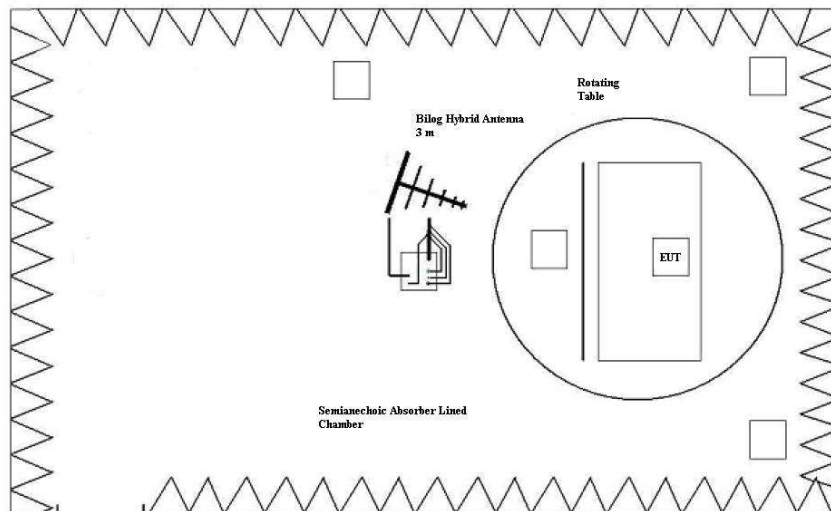 Rotating
Table
Bilog Hybrid Antenna
3 m
EUT
Semianechoic Absorber Lined
Chamber